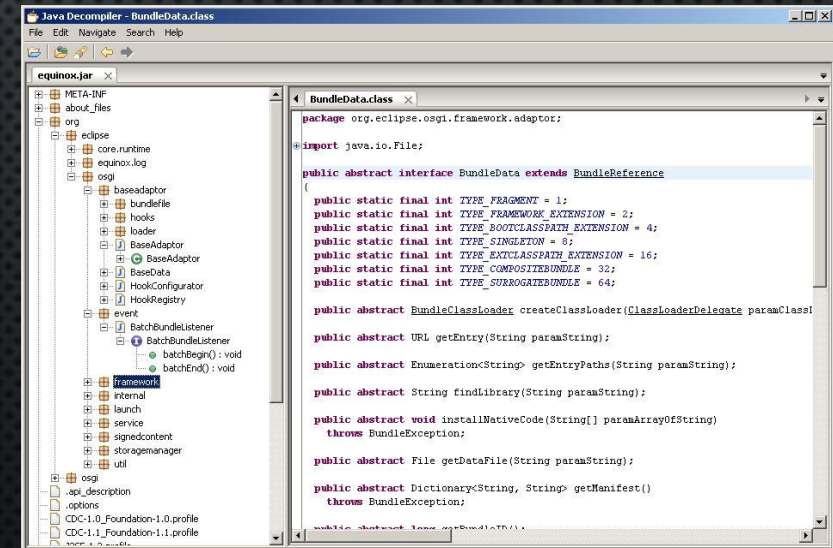 Java Decompiler - BundleData.class
File Edit Navigate Search Help
equinox.jar
META-INF
about_files
org
eclipse
core.runtime
equinox.log
osgi
baseadaptor
bundlefile
hooks
loader
BaseAdaptor
BaseAdaptor
BaseData
HookConfigurator
HookRegistry
event
BatchBundleListener
BatchBundleListener
batchBegin() : void
batchEnd() : void
framework
internal
launch
service
signedcontent
storagemanager
util
osgi
.api_description
.options
CDC-1.0_Foundation-1.0.profile
CDC-1.1_Foundation-1.1.profile
BundleData.class
package org.eclipse.osgi.framework.adaptor;
import java.io.File;
public abstract interface BundleData extends BundleReference
{
public static final int TYPE_FRAGMENT = 1;
public static final int TYPE_FRAMEWORK_EXTENSION = 2;
public static final int TYPE_BOOTCLASSPATH_EXTENSION = 4;
public static final int TYPE_SINGLETON = 8;
public static final int TYPE_EXTCLASSPATH_EXTENSION = 16;
public static final int TYPE_COMPOSITEBUNDLE = 32;
public static final int TYPE_SURROGATEBUNDLE = 64;
public abstract BundleClassLoader createClassLoader(ClassLoaderDelegate paramClassL
public abstract URL getEntry(String paramString);
public abstract Enumeration<String> getEntryPaths(String paramString);
public abstract String findLibrary(String paramString);
public abstract void installNativeCode(String[] paramArrayOfString)
throws BundleException;
public abstract File getDataFile(String paramString);
public abstract Dictionary<String, String> getManifest()
throws BundleException;
public abstract long getBundleID();